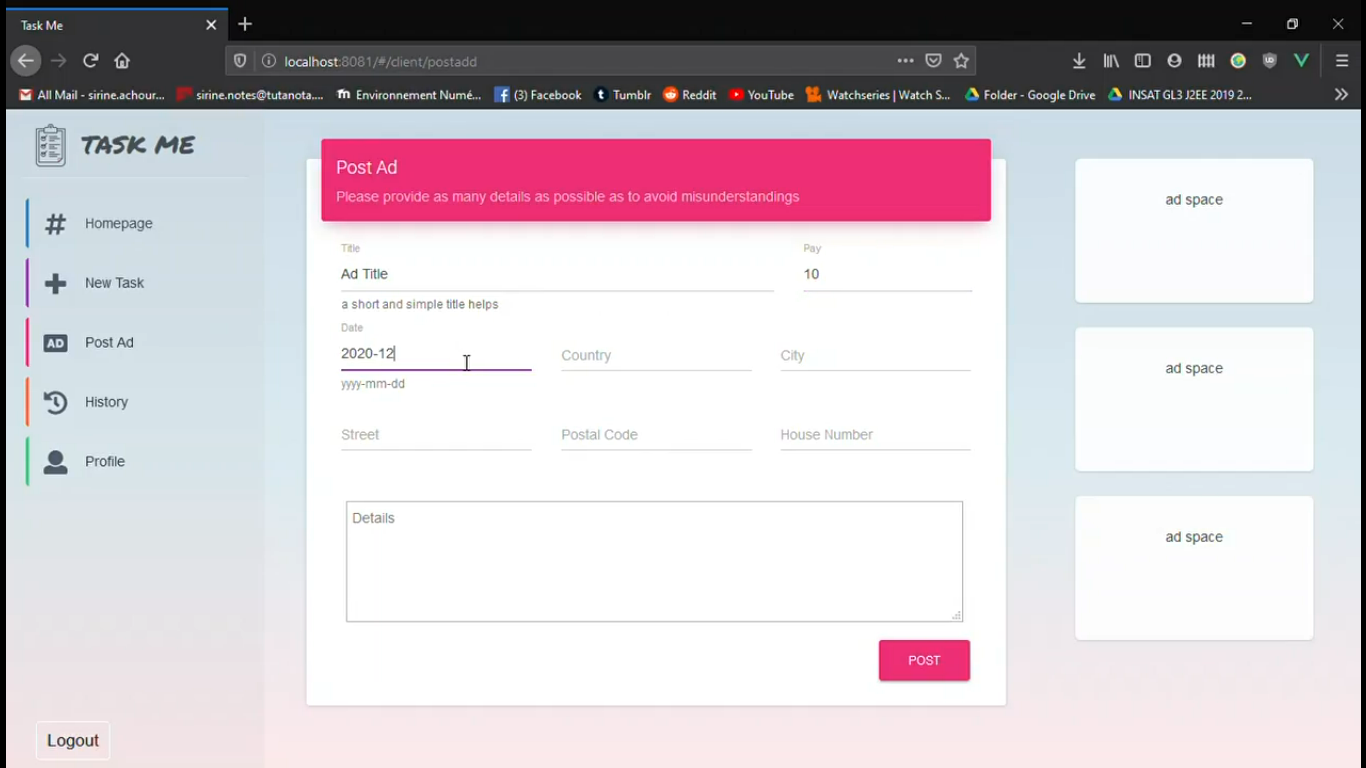 Task Me
localhost:8081/#/client/postadd
All Mail - sirine.achour...
sirine.notes@tutanota....
Environnement Numé...
(3) Facebook
Tumblr
Reddit
YouTube
Watchseries | Watch S...
Folder - Google Drive
INSAT GL3 J2EE 2019 2...
TASK ME
Homepage
New Task
AD Post Ad
History
Profile
Logout
Post Ad
Please provide as many details as possible as to avoid misunderstandings
Title
Pay
Ad Title
10
a short and simple title helps
Date
2020-12
Country
City
yyyy-mm-dd
Street
Postal Code
House Number
Details
POST
ad space
ad space
ad space